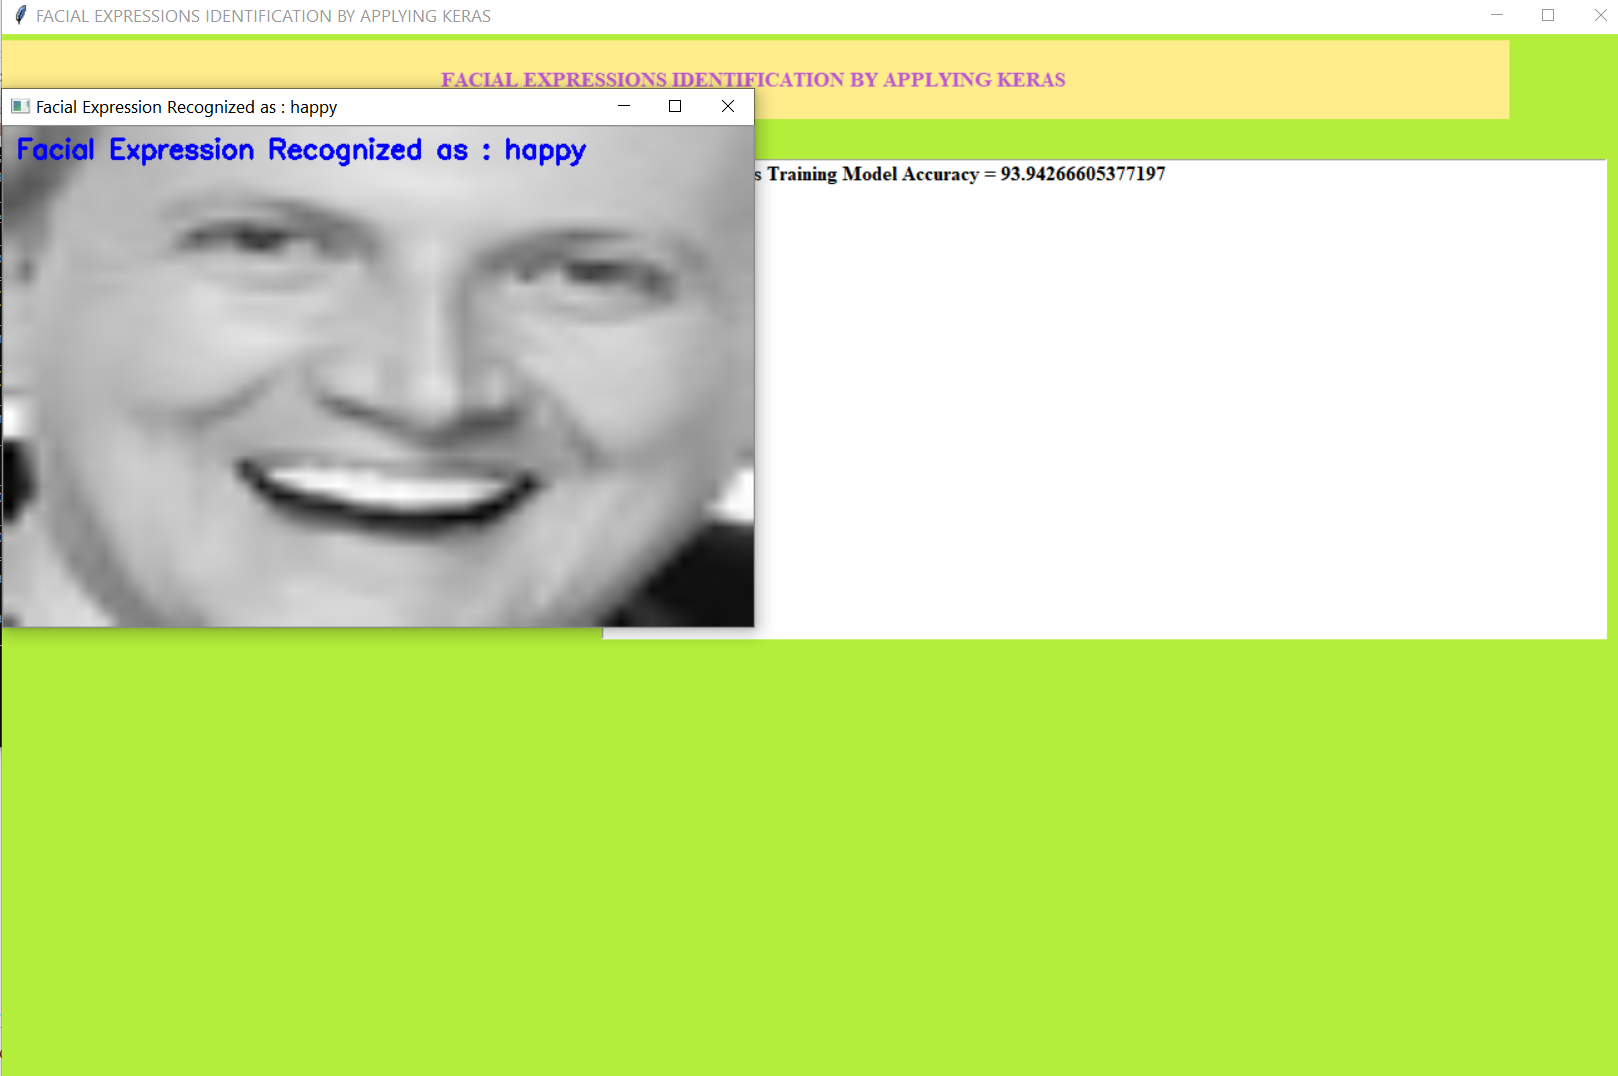 FACIAL EXPRESSIONS IDENTIFICATION BY APPLYING KERAS
FACIAL EXPRESSIONS IDENTIFICATION BY APPLYING KERAS
Facial Expression Recognized as : happy
Facial Expression Recognized as : happy
s Training Model Accuracy = 93.94266605377197